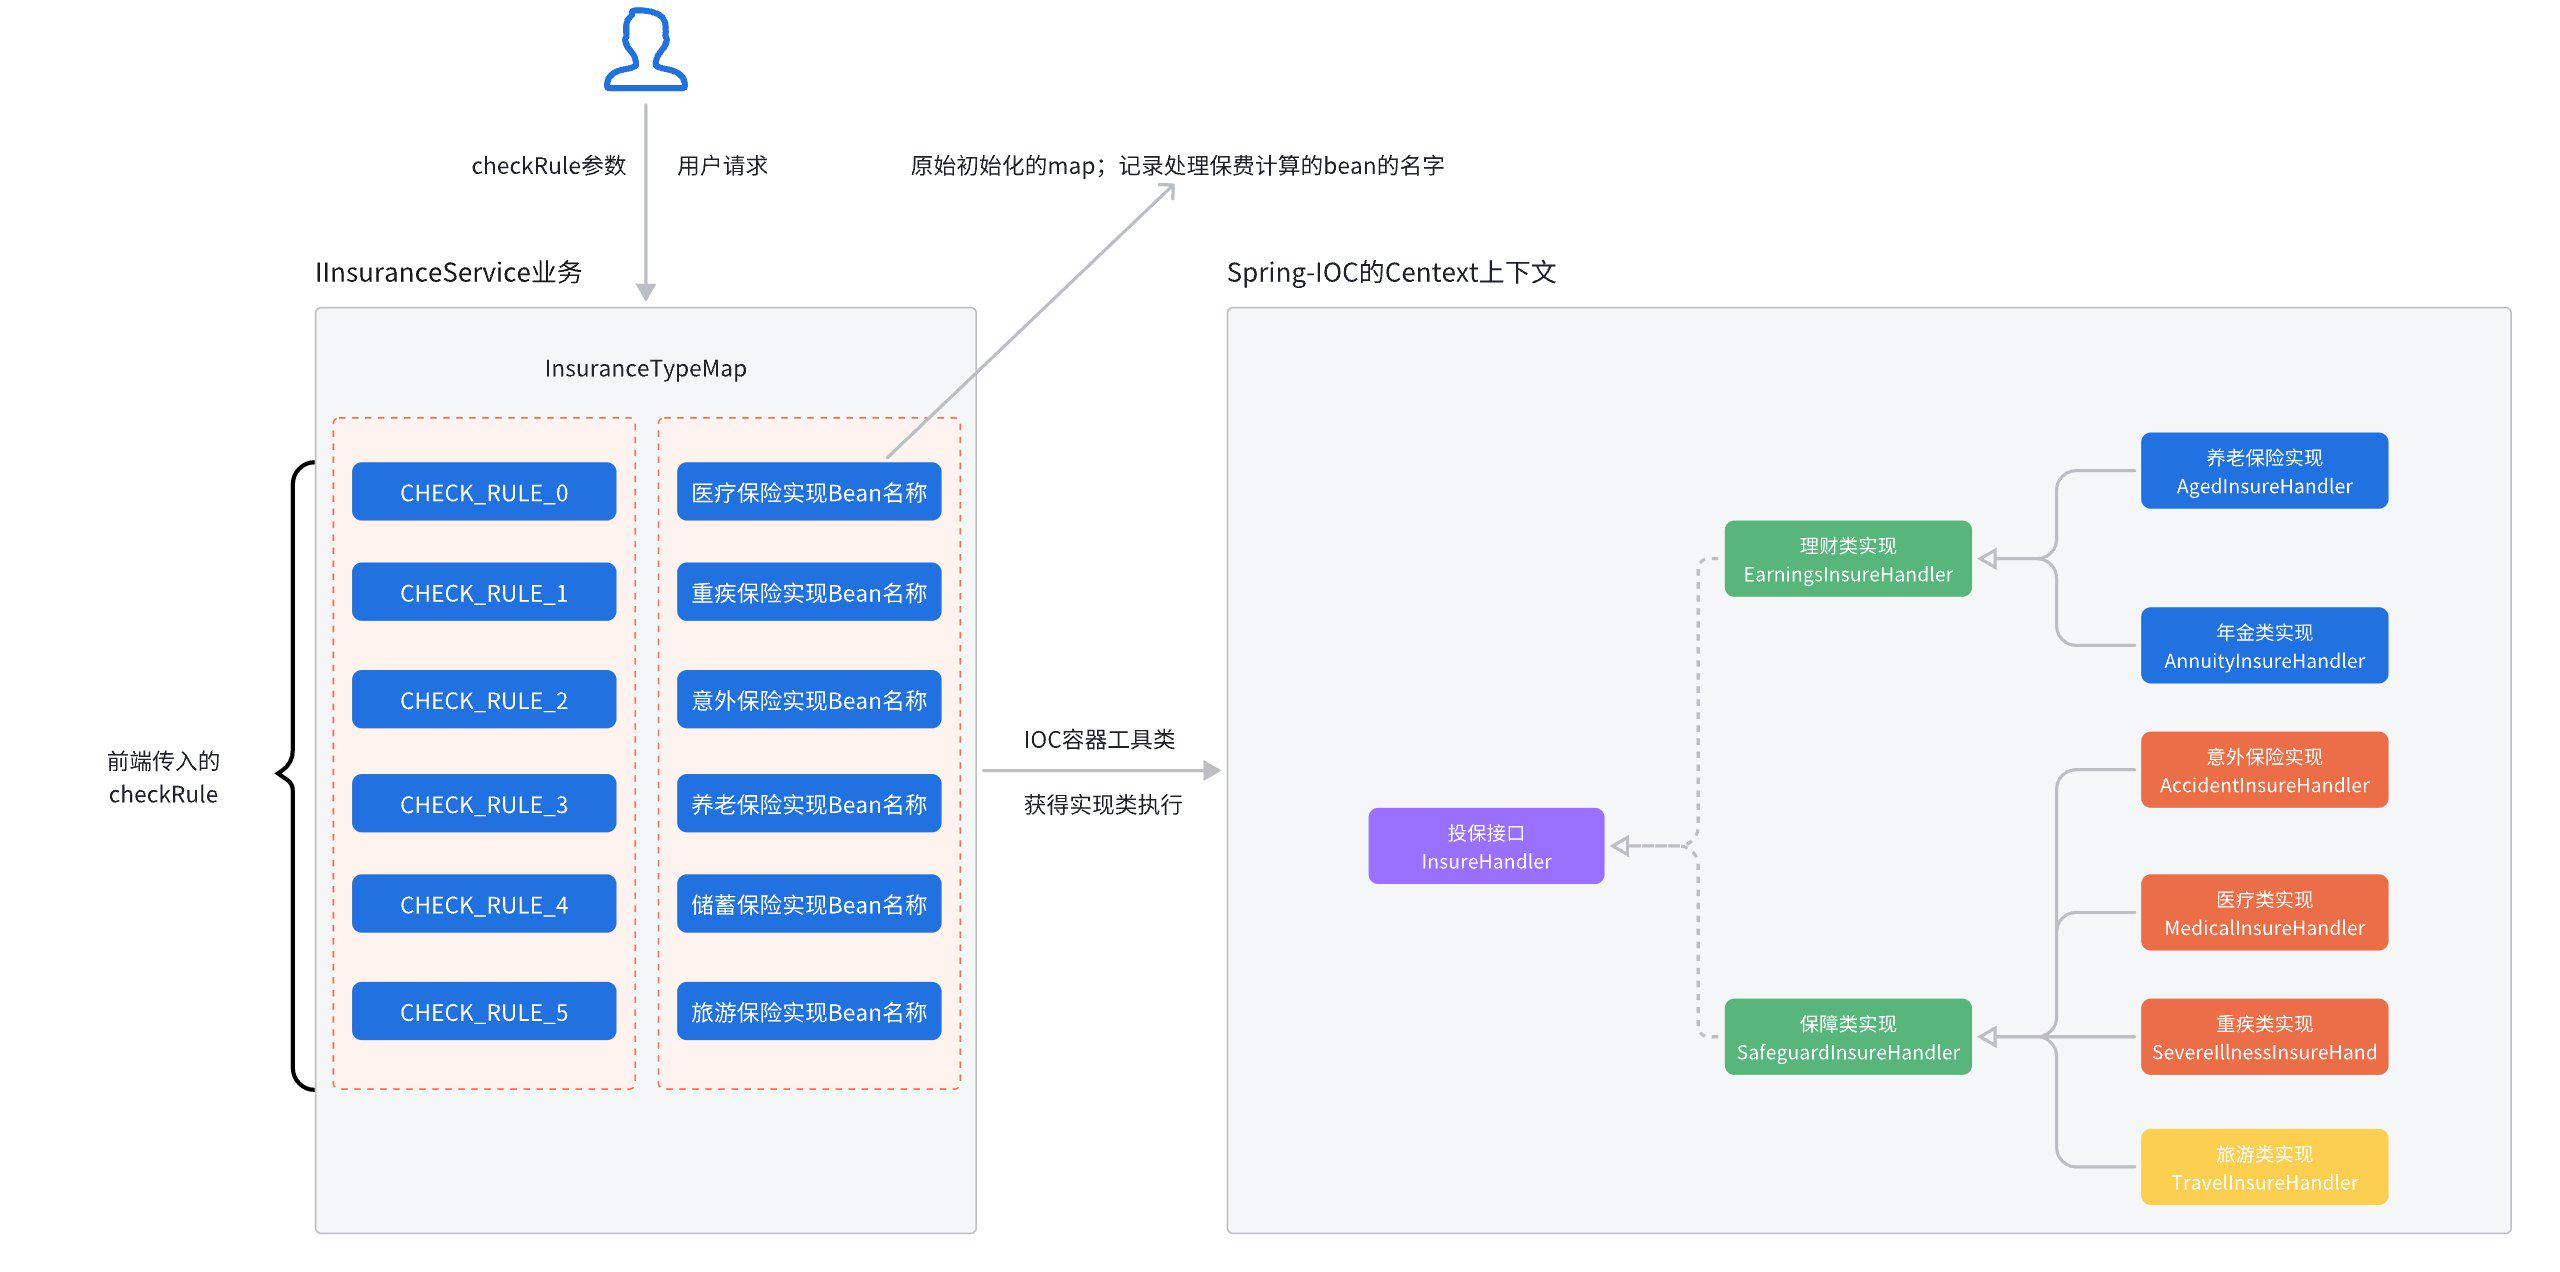 checkRule参数
用户请求
原始初始化的map；记录处理保费计算的bean的名字
IInsuranceService业务
Spring-IOC的Centext上下文
InsuranceTypeMap
前端传入的
checkRule
CHECK_RULE_0
医疗保险实现Bean名称
CHECK_RULE_1
重疾保险实现Bean名称
CHECK_RULE_2
意外保险实现Bean名称
CHECK_RULE_3
养老保险实现Bean名称
CHECK_RULE_4
储蓄保险实现Bean名称
CHECK_RULE_5
旅游保险实现Bean名称
IOC容器工具类
获得实现类执行
投保接口
InsureHandler
理财类实现
EarningsInsureHandler
保障类实现
SafeguardInsureHandler
养老保险实现
AgedInsureHandler
年金类实现
AnnuityInsureHandler
意外保险实现
AccidentInsureHandler
医疗类实现
MedicalInsureHandler
重疾类实现
SevereIllnessInsureHand
旅游类实现
TravelInsureHandler